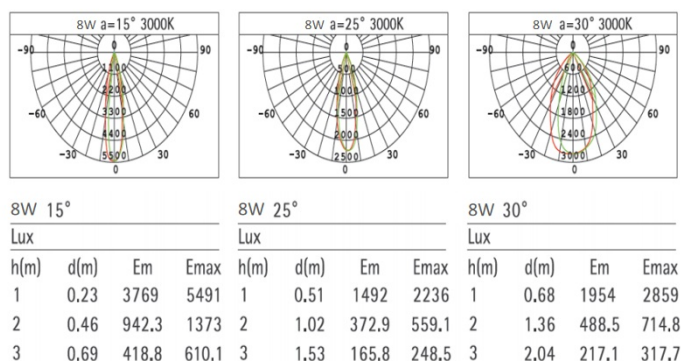 8W a=15° 3000K
-90 0 90
1100
2200
3300
-60 60
4400
-30 5500 30
0
8W 15°
Lux
h(m) d(m) Em Emax
1 0.23 3769 5491
2 0.46 942.3 1373
3 0.69 418.8 610.1
8W a=25° 3000K
-90 0 90
500
1000
1500
-60 60
2000
-30 2500 30
0
8W 25°
Lux
h(m) d(m) Em Emax
1 0.51 1492 2236
2 1.02 372.9 559.1
3 1.53 165.8 248.5
8W a=30° 3000K
-90 0 90
600
1200
1800
-60 60
2400
-30 3000 30
0
8W 30°
Lux
h(m) d(m) Em Emax
1 0.68 1954 2859
2 1.36 488.5 714.8
3 2.04 217.1 317.7